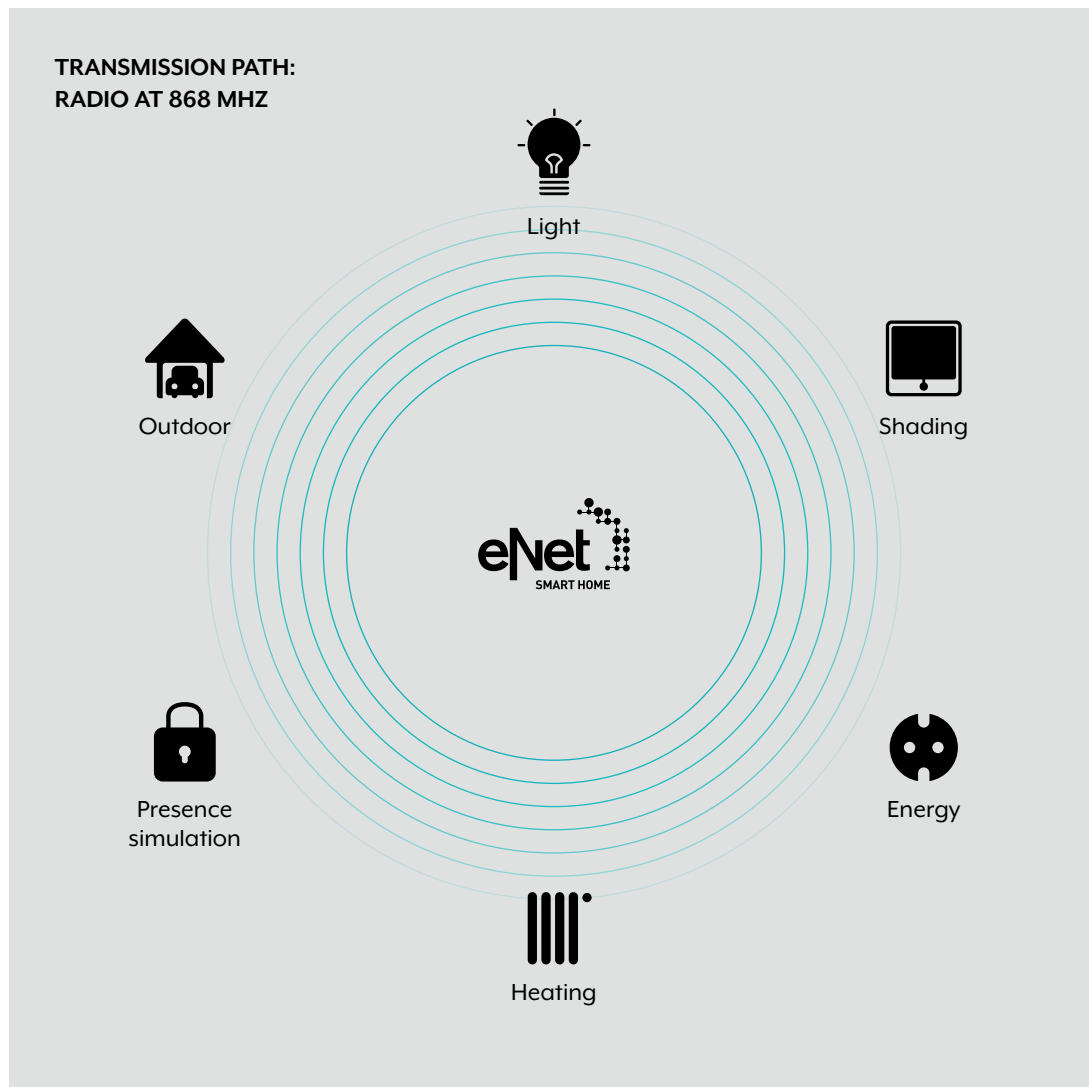 TRANSMISSION PATH:
RADIO AT 868 MHZ
Light
Outdoor
Shading
eNet
SMART HOME
Presence
simulation
Energy
Heating